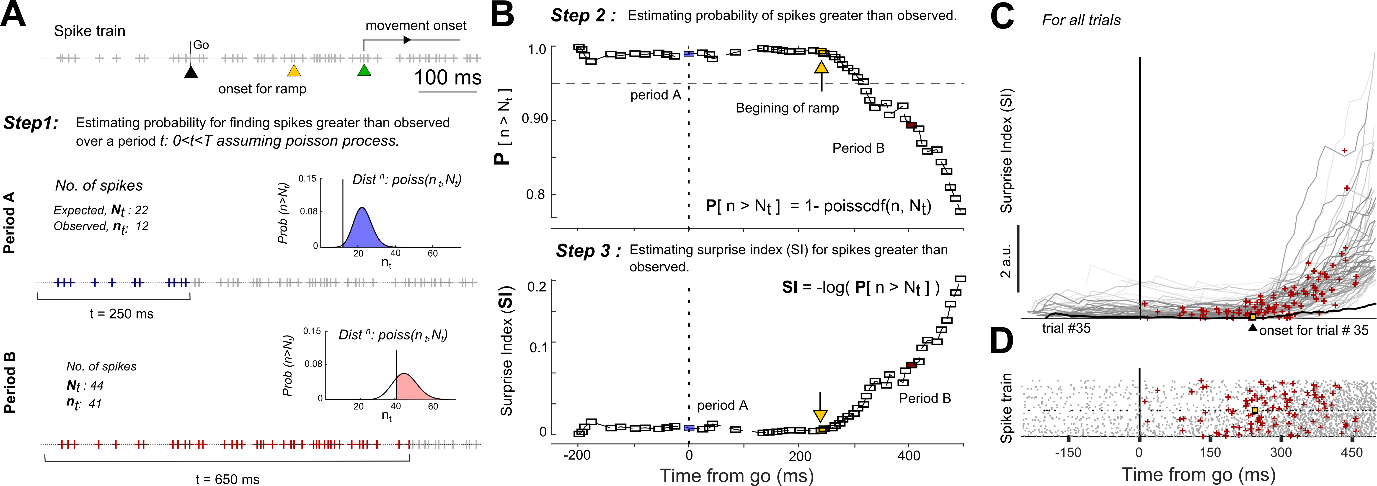 A
Spike train
Go
movement onset
onset for ramp
100 ms
Step1: Estimating probability for finding spikes greater than observed
over a period t: 0<t<T assuming poisson process.
Period A
No. of spikes
Expected, Nt : 22
Observed, nt: 12
Dist n: poiss(nt,Nt)
Prob (n>Nt)
0.15
0.08
0
20
40
60
nt
t = 250 ms
Period B
No. of spikes
Nt : 44
nt: 41
Dist n: poiss(nt,Nt)
Prob (n>Nt)
0.15
0.08
0
20
40
60
nt
t = 650 ms
B
Step 2 : Estimating probability of spikes greater than observed.
P [ n > Nt ]
1.0
0.90
0.8
period A
Begining of ramp
Period B
P[ n > Nt ] = 1- poisscdf(n, Nt)
Step 3 : Estimating surprise index (SI) for spikes greater than
observed.
SI = -log( P[ n > Nt ] )
Surprise Index (SI)
0.2
0.1
0
period A
Period B
-200
0
200
400
Time from go (ms)
C
For all trials
Surprise Index (SI)
2 a.u.
trial #35
onset for trial # 35
D
Spike train
-150
0
150
300
450
Time from go (ms)